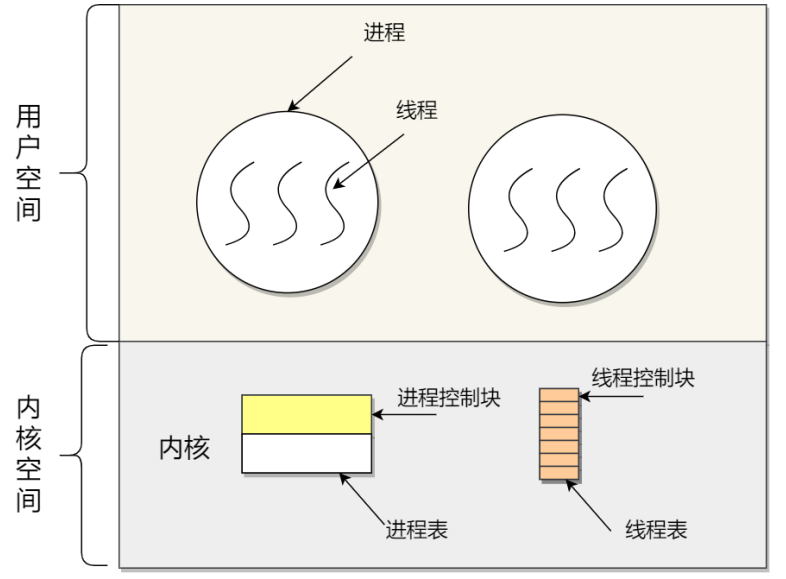 进程
线程
用户空间
线程控制块
进程控制块
内核空间
内核
进程表
线程表